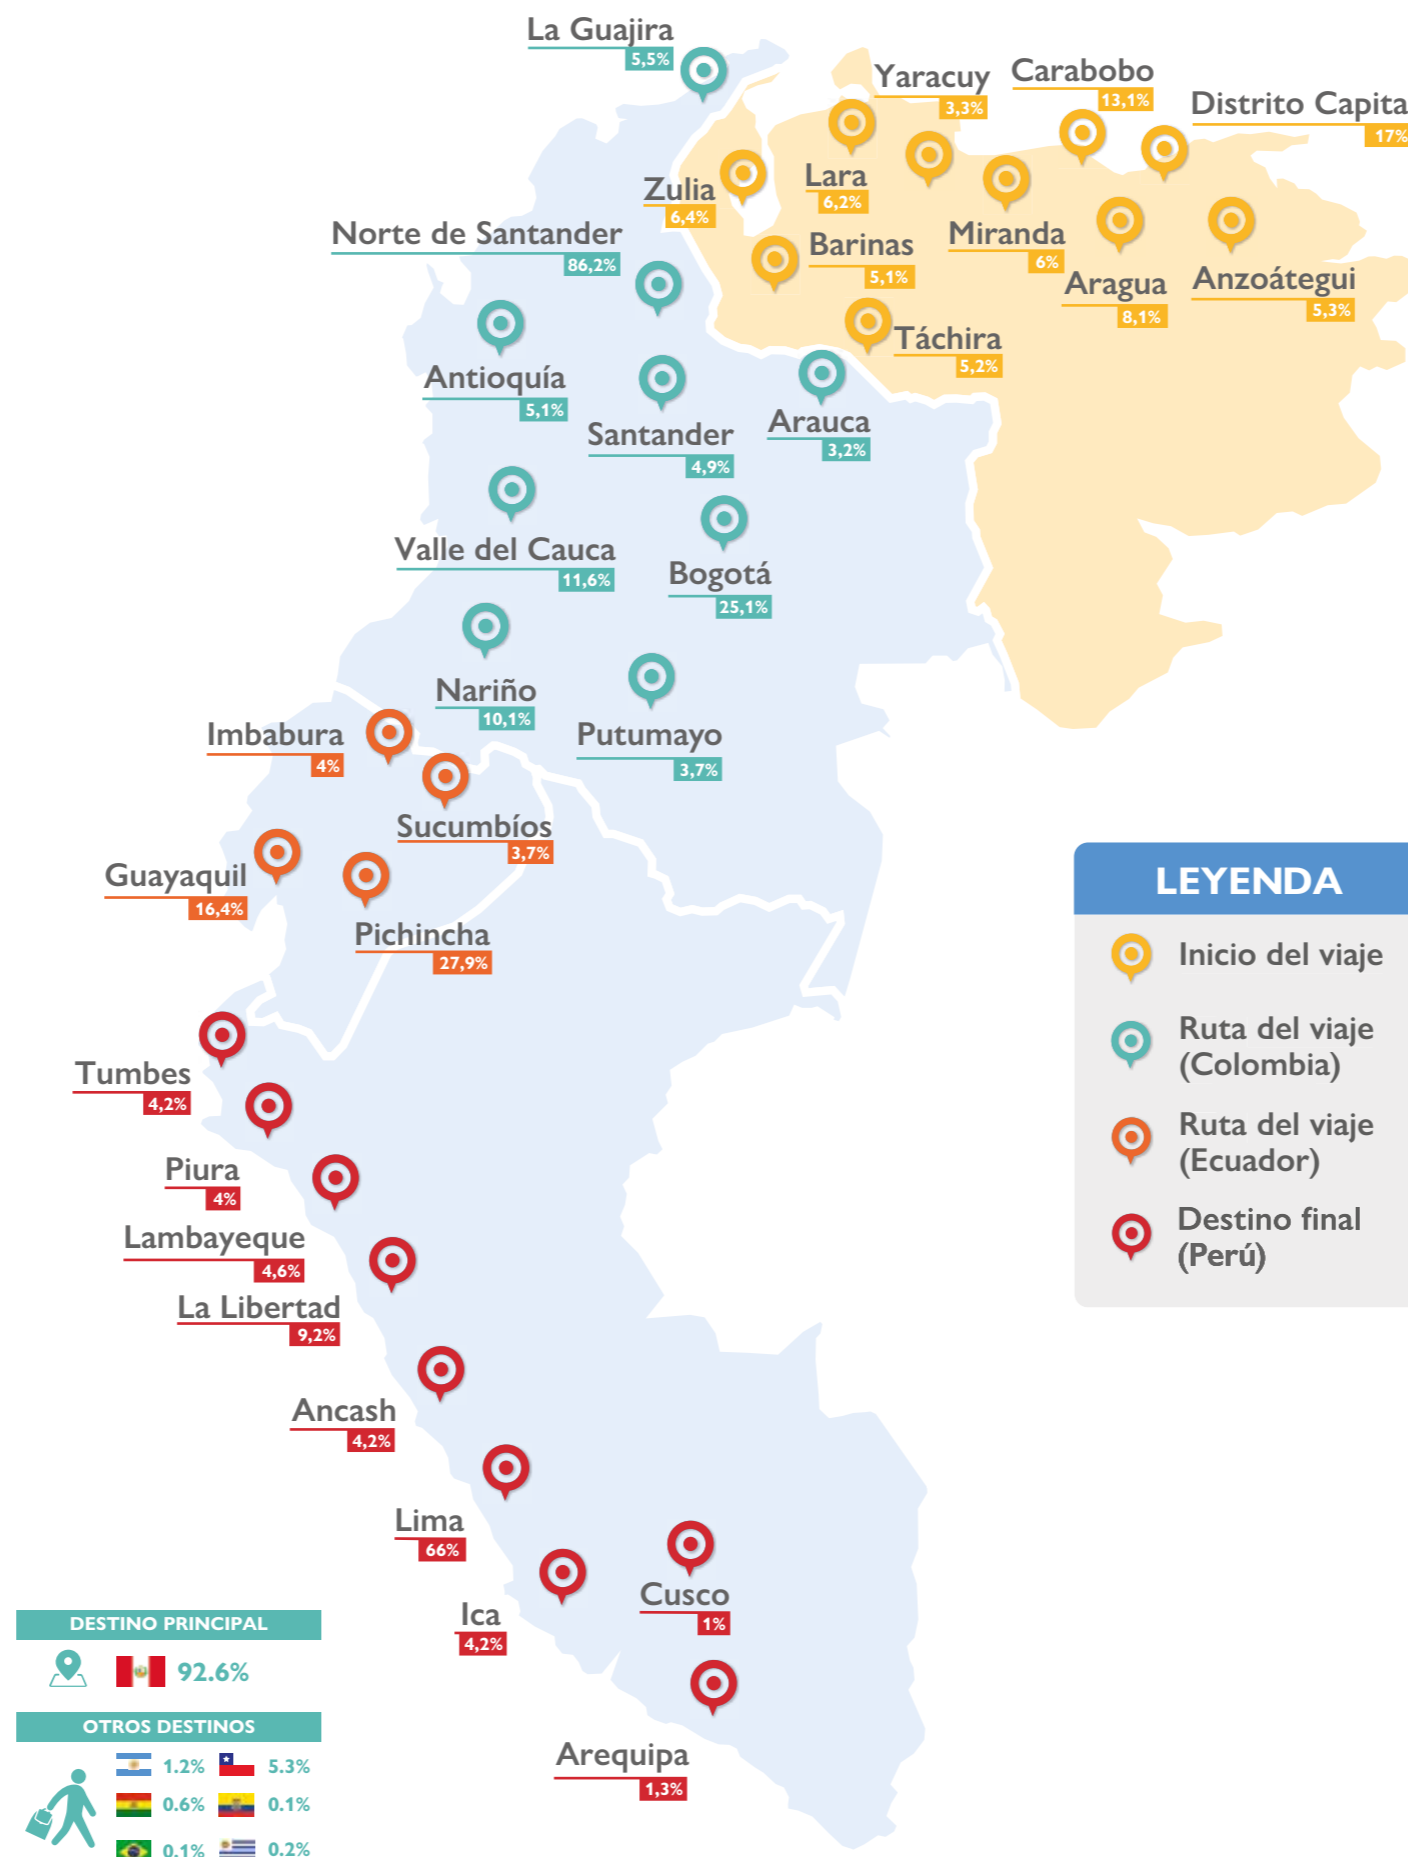 La Guajira
5,5%
Yaracuy
3,3%
Carabobo
13,1%
Distrito Capita
17%
Zulia
6,4%
Lara
6,2%
Norte de Santander
86,2%
Barinas
5,1%
Miranda
6%
Aragua
8,1%
Anzoátegui
5,3%
Táchira
5,2%
Antioquía
5,1%
Santander
4,9%
Arauca
3,2%
Valle del Cauca
11,6%
Bogotá
25,1%
Nariño
10,1%
Putumayo
3,7%
Imbabura
4%
Sucumbíos
3,7%
Guayaquil
16,4%
Pichincha
27,9%
LEYENDA
Inicio del viaje
Ruta del viaje
(Colombia)
Ruta del viaje
(Ecuador)
Destino final
(Perú)
Tumbes
4,2%
Piura
4%
Lambayeque
4,6%
La Libertad
9,2%
Ancash
4,2%
Lima
66%
Ica
4,2%
Cusco
1%
Arequipa
1,3%
DESTINO PRINCIPAL
92.6%
OTROS DESTINOS
1.2% 5.3%
0.6% 0.1%
0.1% 0.2%